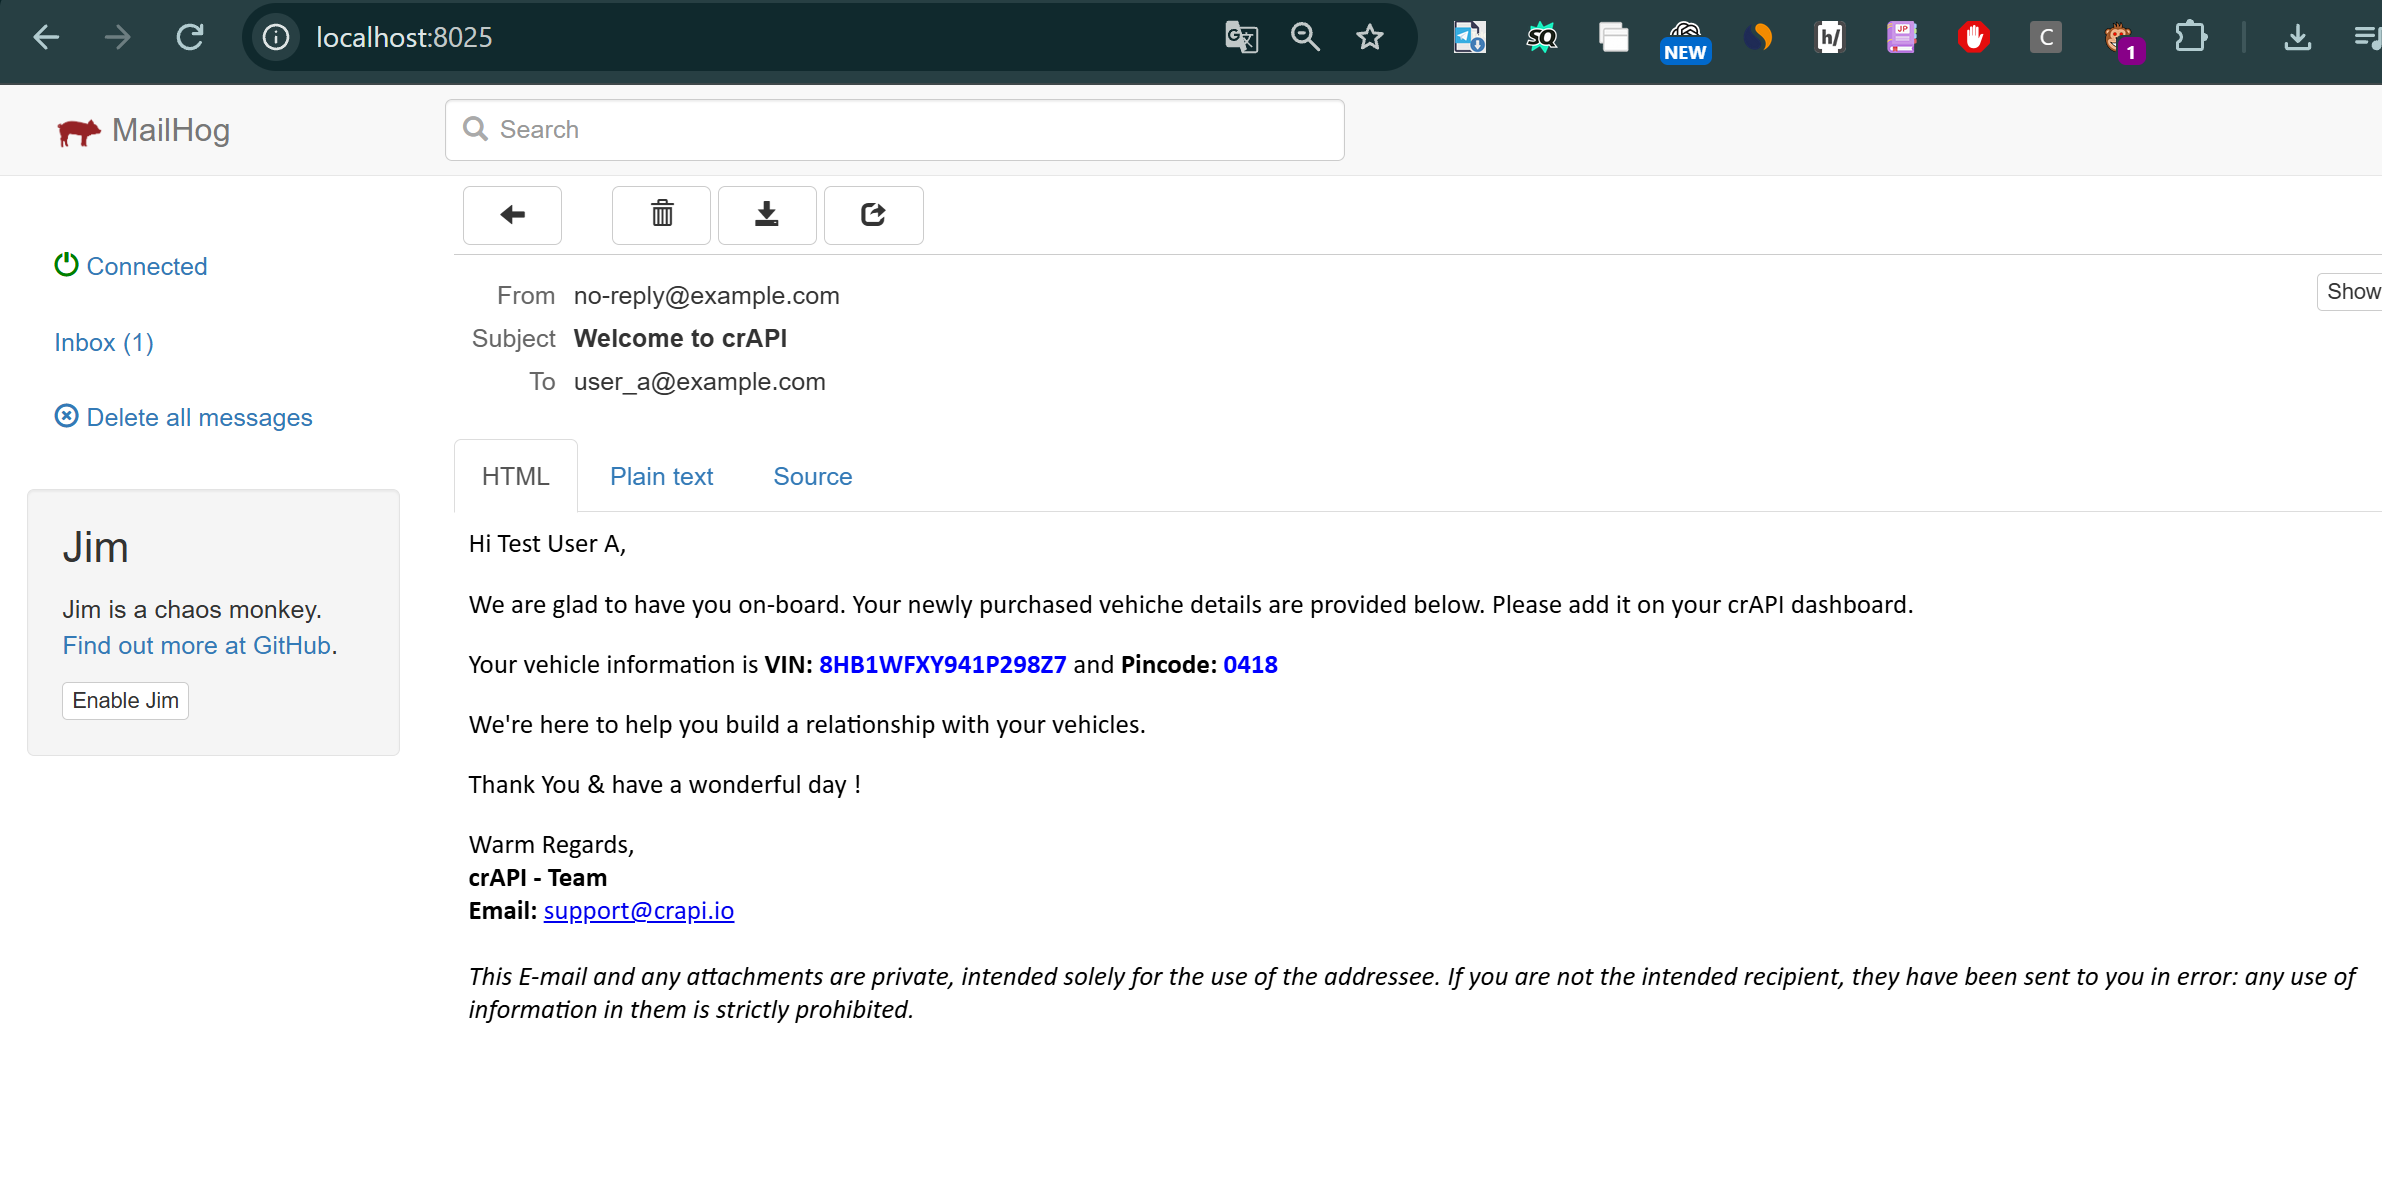 localhost:8025
NEW
SQ
h/
JP
C
1
MailHog
Search
Connected
Inbox (1)
Delete all messages
Jim
Jim is a chaos monkey.
Find out more at GitHub.
Enable Jim
From no-reply@example.com
Show
Subject Welcome to crAPI
To user_a@example.com
HTML Plain text Source
Hi Test User A,
We are glad to have you on-board. Your newly purchased vehiche details are provided below. Please add it on your crAPI dashboard.
Your vehicle information is VIN: 8HB1WFXY941P298Z7 and Pincode: 0418
We're here to help you build a relationship with your vehicles.
Thank You & have a wonderful day !
Warm Regards,
crAPI - Team
Email: support@crapi.io
This E-mail and any attachments are private, intended solely for the use of the addressee. If you are not the intended recipient, they have been sent to you in error: any use of
information in them is strictly prohibited.